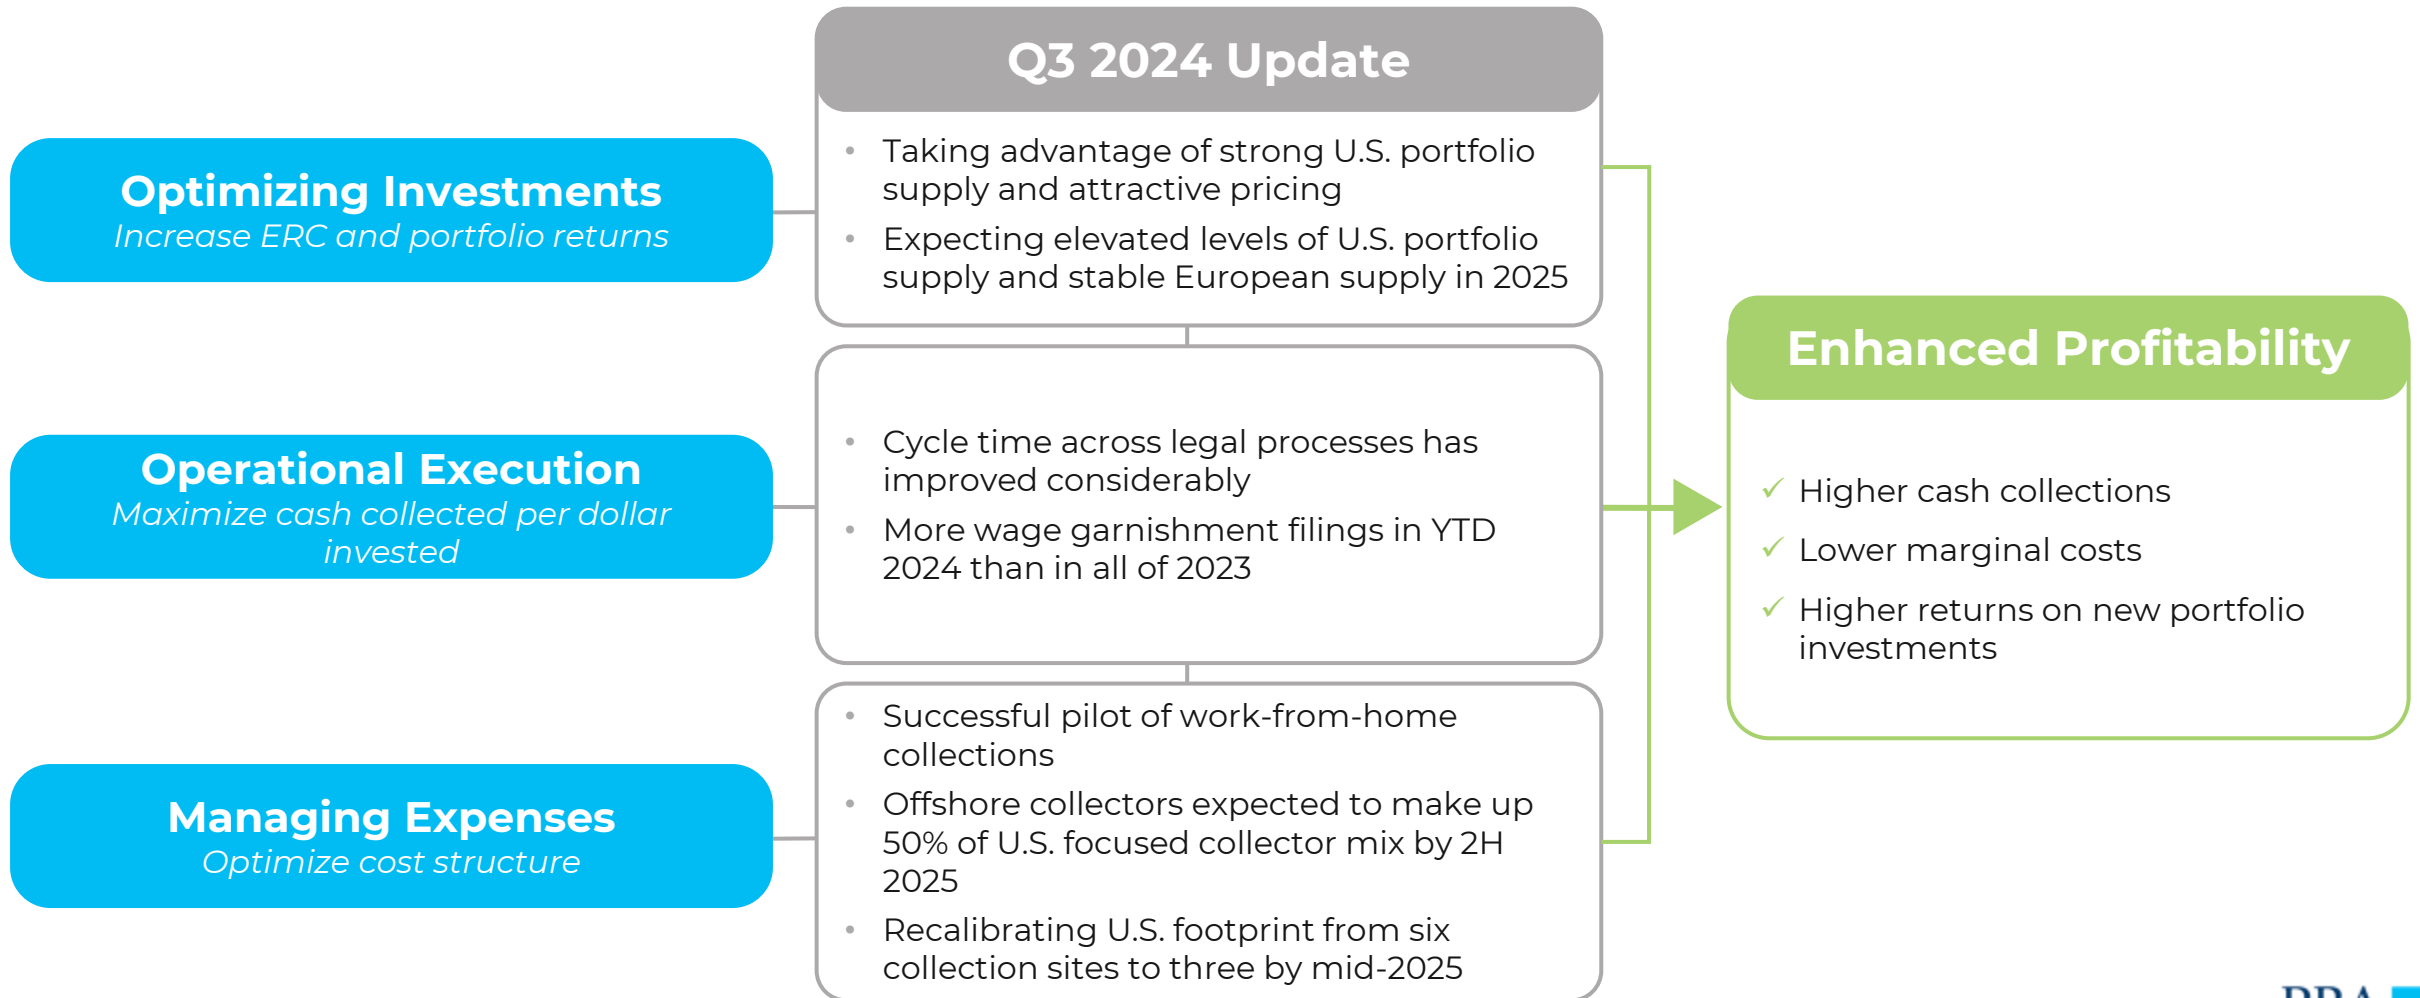 Q3 2024 Update
Optimizing Investments
Increase ERC and portfolio returns
• Taking advantage of strong U.S. portfolio
supply and attractive pricing
• Expecting elevated levels of U.S. portfolio
supply and stable European supply in 2025
Operational Execution
Maximize cash collected per dollar
invested
• Cycle time across legal processes has
improved considerably
• More wage garnishment filings in YTD
2024 than in all of 2023
Managing Expenses
Optimize cost structure
• Successful pilot of work-from-home
collections
• Offshore collectors expected to make up
50% of U.S. focused collector mix by 2H
2025
• Recalibrating U.S. footprint from six
collection sites to three by mid-2025
Enhanced Profitability
✓ Higher cash collections
✓ Lower marginal costs
✓ Higher returns on new portfolio
investments